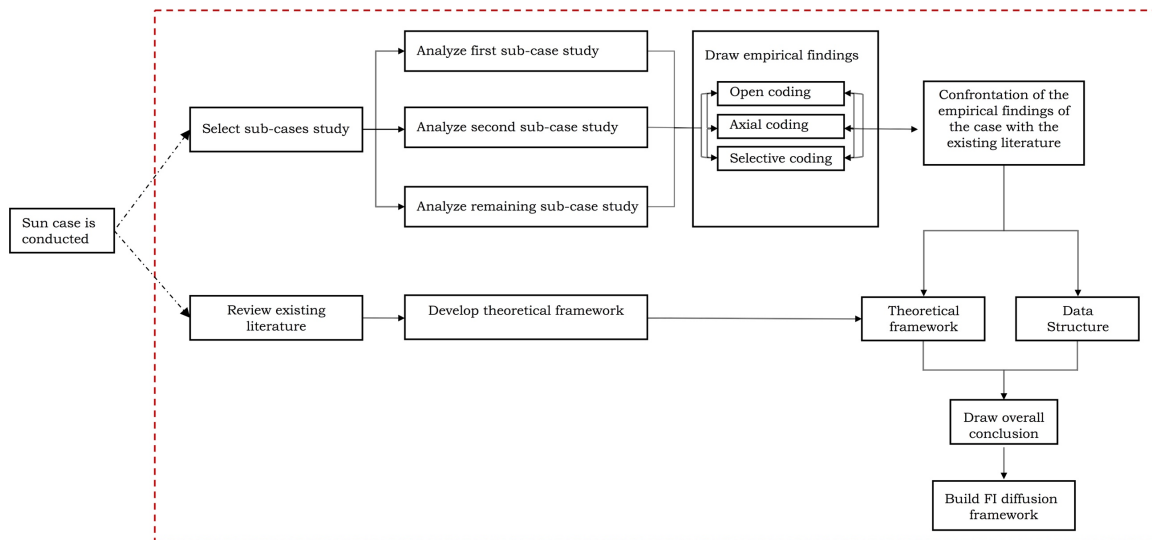 Sun case is
conducted
Select sub-cases study
Analyze first sub-case study
Analyze second sub-case study
Analyze remaining sub-case study
Draw empirical findings
Open coding
Axial coding
Selective coding
Confrontation of the
empirical findings of
the case with the
existing literature
Review existing
literature
Develop theoretical framework
Theoretical
framework
Data
Structure
Draw overall
conclusion
Build FI diffusion
framework